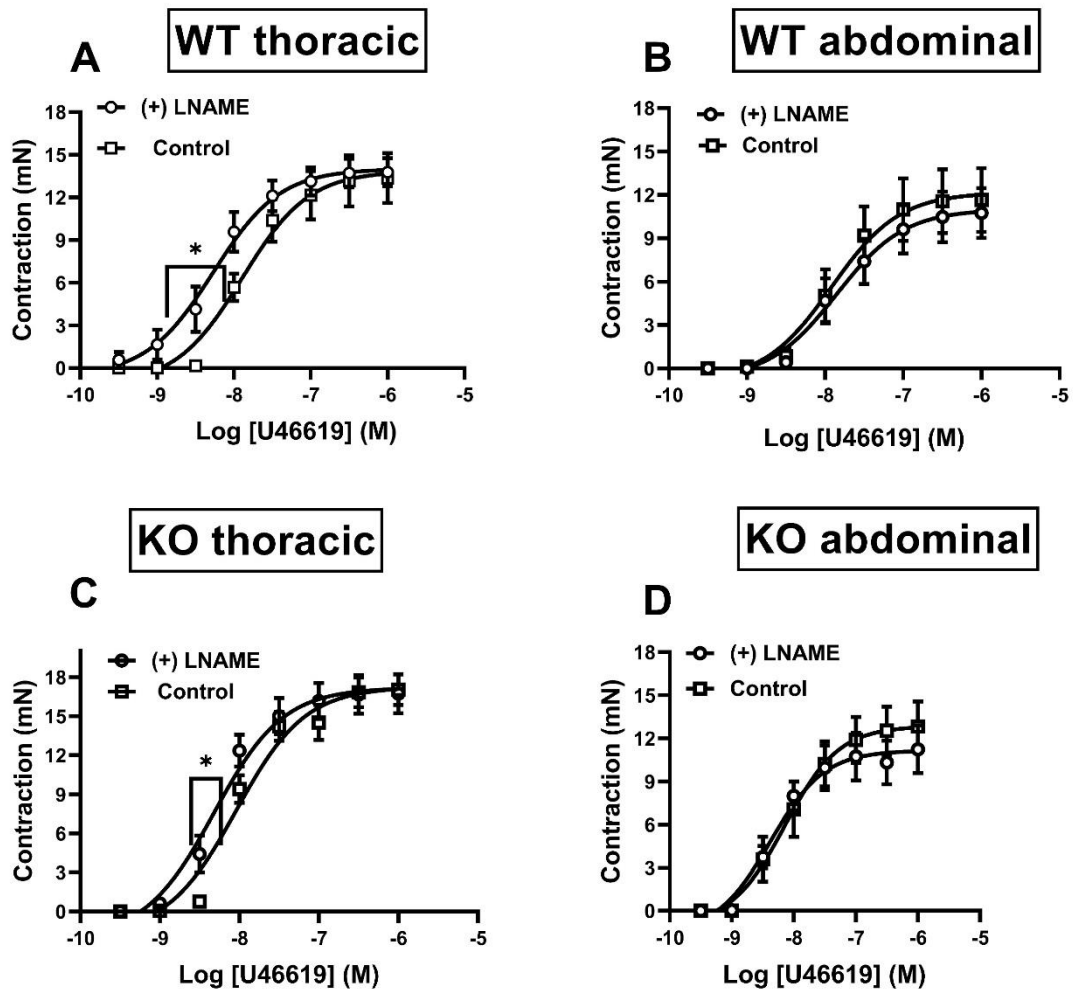 WT thoracic
WT abdominal
A
B
(+) LNAME
Control
(+) LNAME
Control
*
Contraction (mN)
18
15
12
9
6
3
0
-10
-9
-8
-7
-6
-5
Log [U46619] (M)
Contraction (mN)
18
15
12
9
6
3
0
-10
-9
-8
-7
-6
-5
Log [U46619] (M)
KO thoracic
KO abdominal
C
D
(+) LNAME
Control
(+) LNAME
Control
*
Contraction (mN)
18
15
12
9
6
3
0
-10
-9
-8
-7
-6
-5
Log [U46619] (M)
Contraction (mN)
18
15
12
9
6
3
0
-10
-9
-8
-7
-6
-5
Log [U46619] (M)